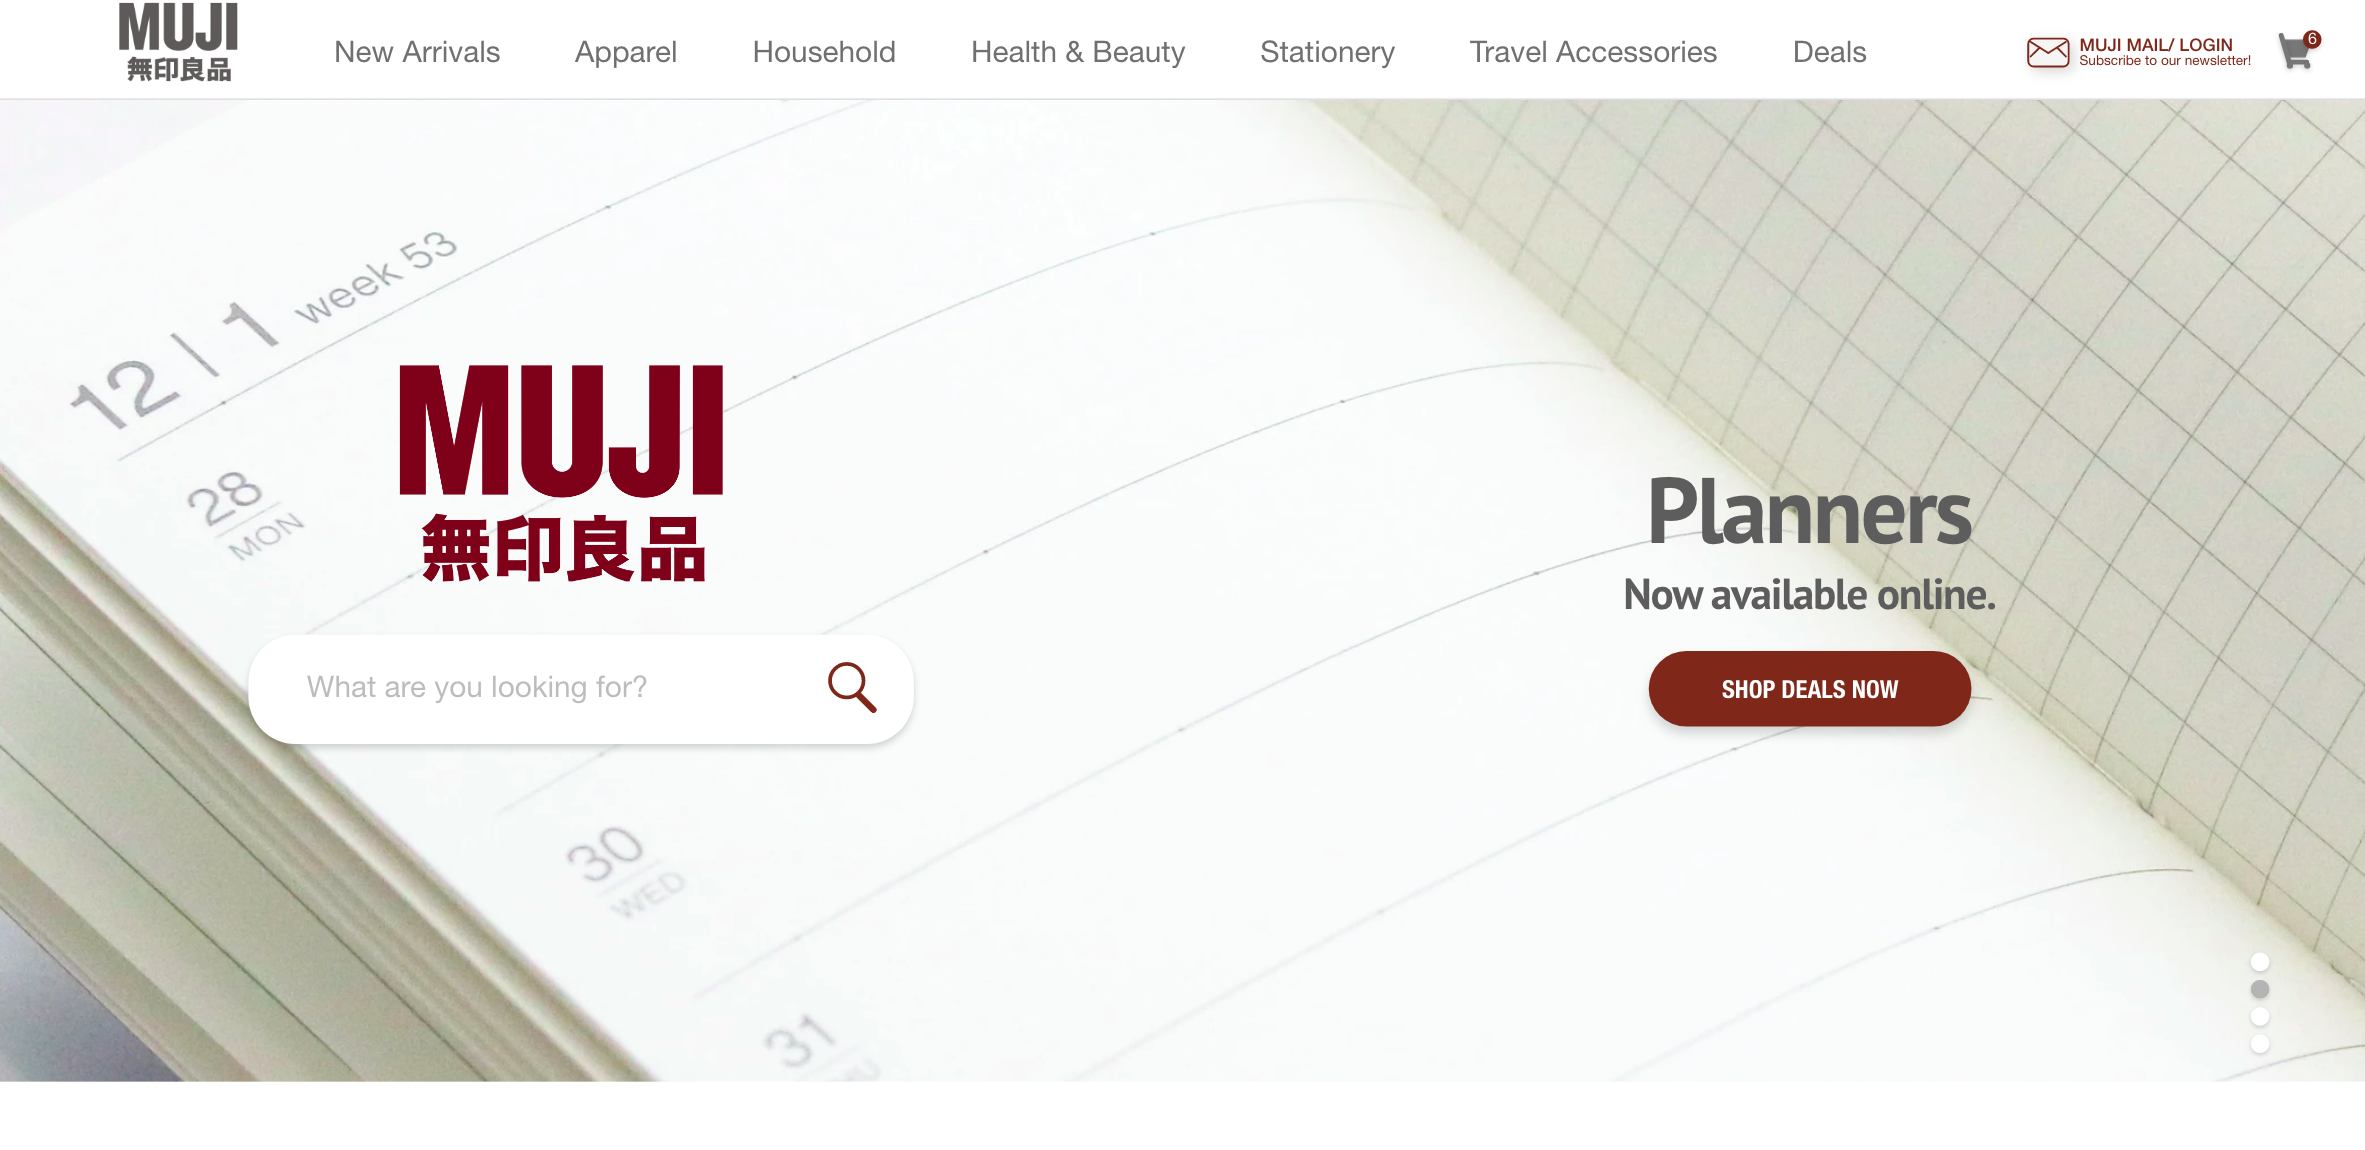 MUJI
無印良品
New Arrivals
Apparel
Household
Health & Beauty
Stationery
Travel Accessories
Deals
MUJI MAIL/ LOGIN
Subscribe to our newsletter!
6
12 | 1 week 53
28
MON
MUJI
無印良品
What are you looking for?
Planners
Now available online.
SHOP DEALS NOW
30
WED
31